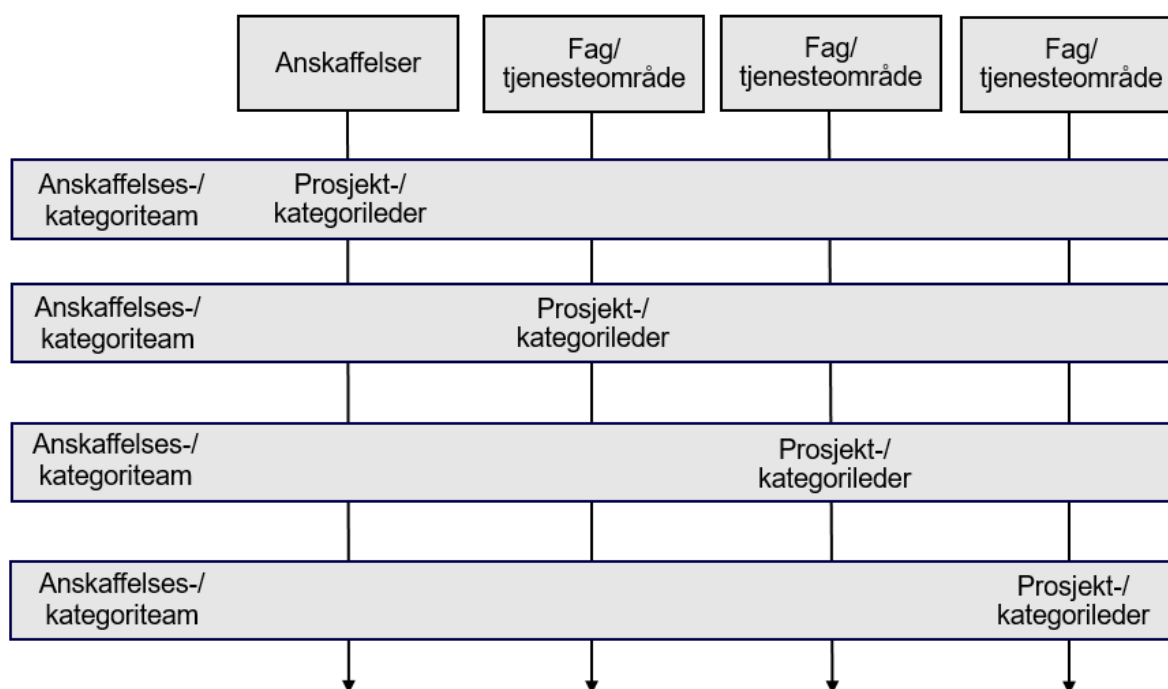 Anskaffelser
Fag/
tjenesteområde
Fag/
tjenesteområde
Fag/
tjenesteområde
Anskaffelses-/
kategoriteam
Prosjekt-/
kategorileder
Anskaffelses-/
kategoriteam
Prosjekt-/
kategorileder
Anskaffelses-/
kategoriteam
Prosjekt-/
kategorileder
Anskaffelses-/
kategoriteam
Prosjekt-/
kategorileder